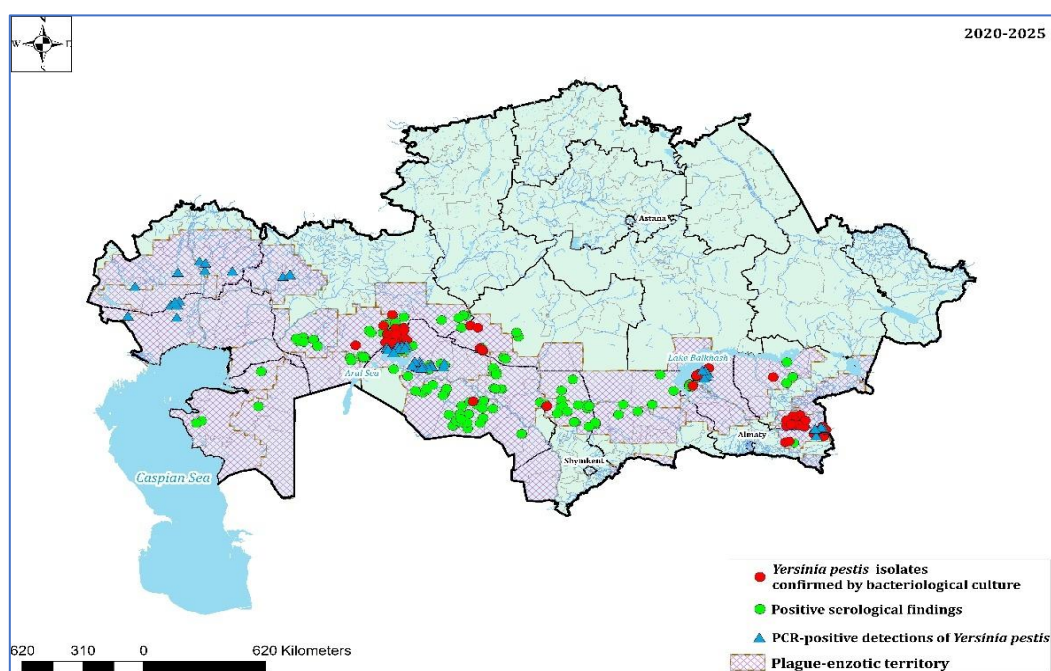 N
W E
S
2020-2025
Astana
Aral Sea
Lake Balkhash
Almaty
Shymkent
Caspian Sea
Yersinia pestis isolates
confirmed by bacteriological culture
Positive serological findings
PCR-positive detections of Yersinia pestis
Plague-enzotic territory
620 310 0 620 Kilometers